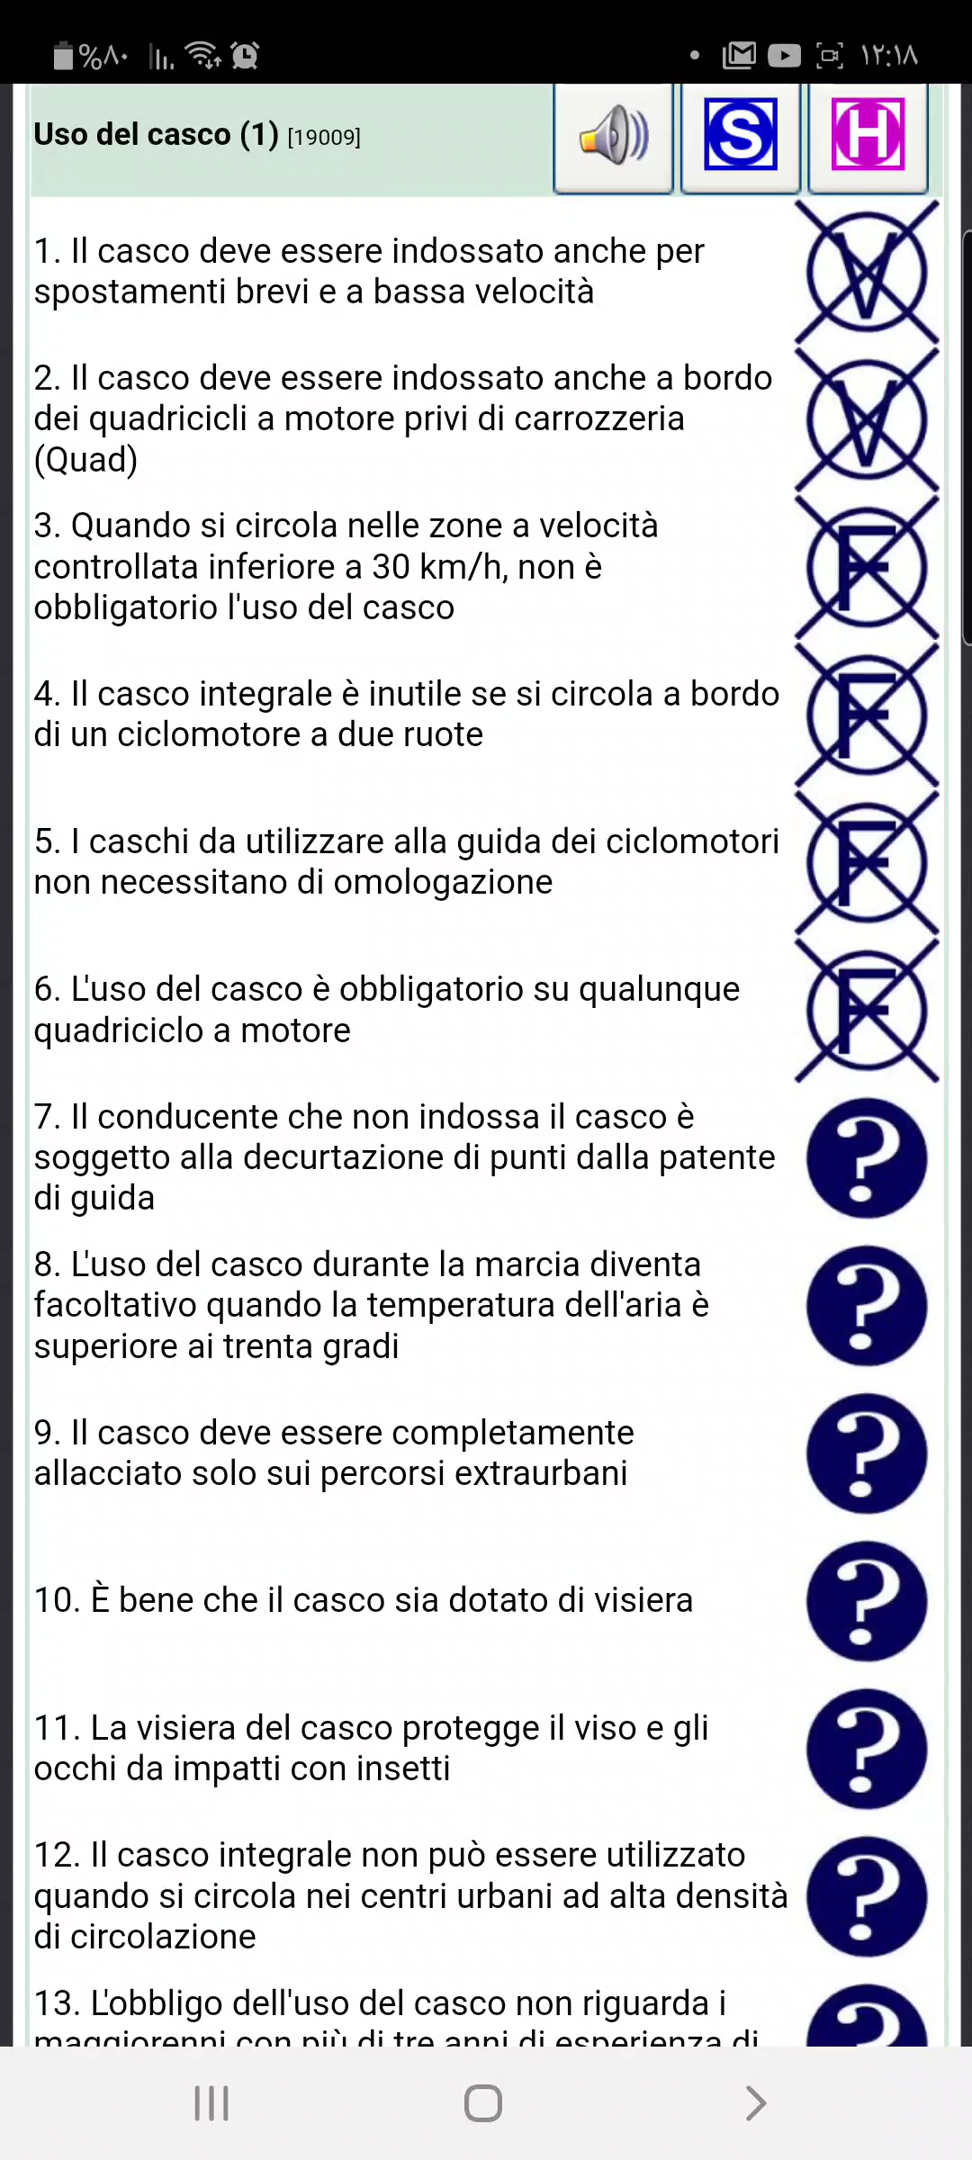 %٨٠ ١٢:١٨
Uso del casco (1) [19009]
S
H
1. Il casco deve essere indossato anche per
spostamenti brevi e a bassa velocità
V
2. Il casco deve essere indossato anche a bordo
dei quadricicli a motore privi di carrozzeria
(Quad)
V
3. Quando si circola nelle zone a velocità
controllata inferiore a 30 km/h, non è
obbligatorio l'uso del casco
F
4. Il casco integrale è inutile se si circola a bordo
di un ciclomotore a due ruote
F
5. I caschi da utilizzare alla guida dei ciclomotori
non necessitano di omologazione
F
6. L'uso del casco è obbligatorio su qualunque
quadriciclo a motore
F
7. Il conducente che non indossa il casco è
soggetto alla decurtazione di punti dalla patente
di guida
?
8. L'uso del casco durante la marcia diventa
facoltativo quando la temperatura dell'aria è
superiore ai trenta gradi
?
9. Il casco deve essere completamente
allacciato solo sui percorsi extraurbani
?
10. È bene che il casco sia dotato di visiera
?
11. La visiera del casco protegge il viso e gli
occhi da impatti con insetti
?
12. Il casco integrale non può essere utilizzato
quando si circola nei centri urbani ad alta densità
di circolazione
?
13. L'obbligo dell'uso del casco non riguarda i
maggiorenni con più di tre anni di esperienza di
?